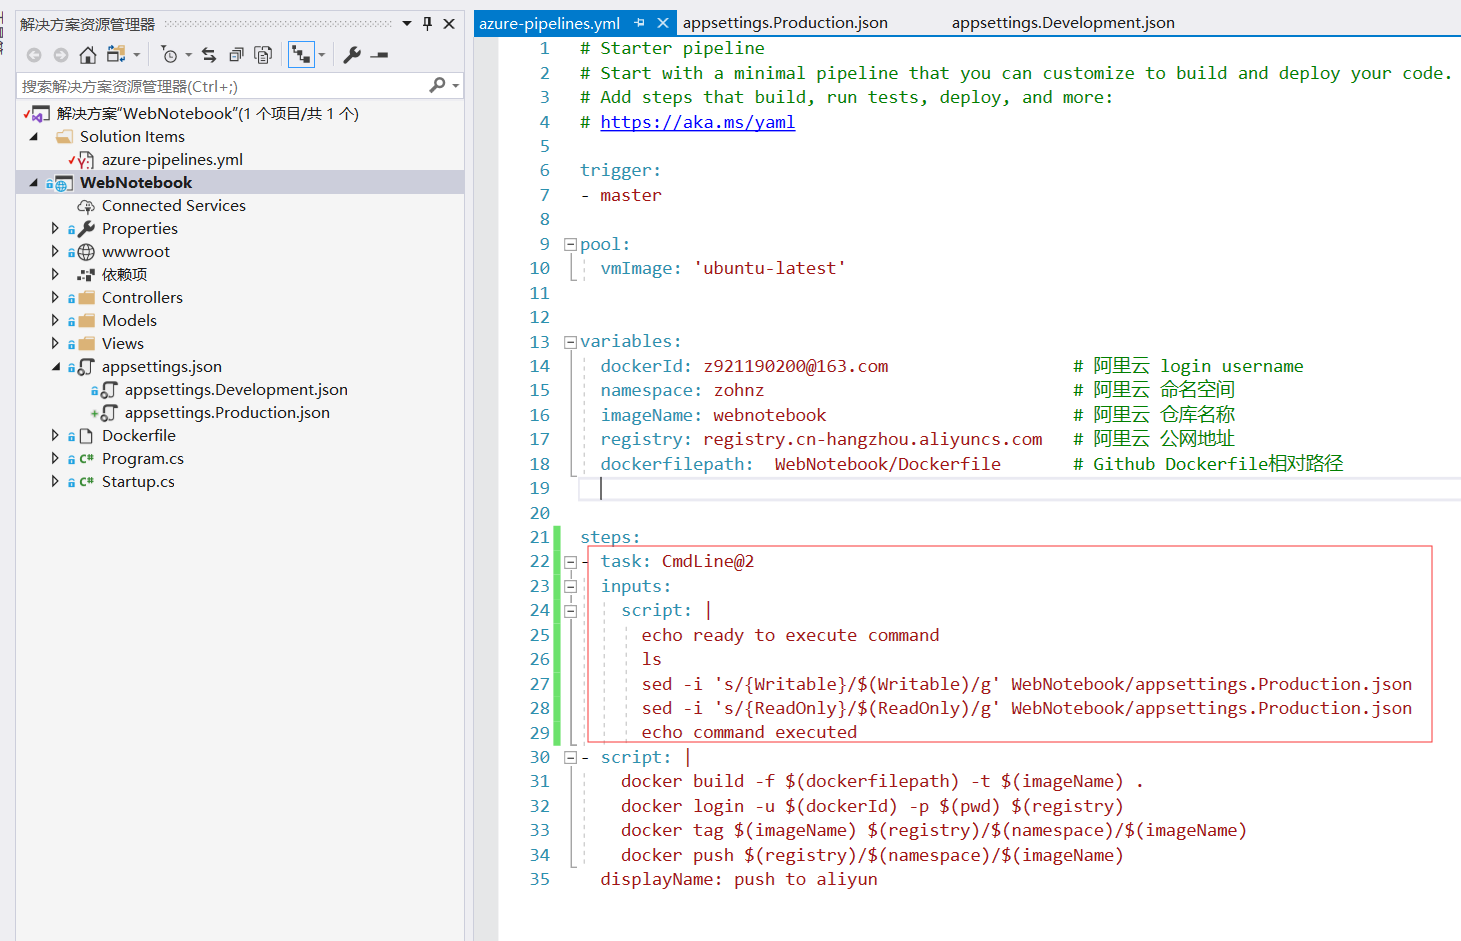 解决方案资源管理器
搜索解决方案资源管理器(Ctrl+;)
解决方案“WebNotebook”(1 个项目/共 1 个)
Solution Items
azure-pipelines.yml
WebNotebook
Connected Services
Properties
wwwroot
依赖项
Controllers
Models
Views
appsettings.json
appsettings.Development.json
appsettings.Production.json
Dockerfile
C# Program.cs
C# Startup.cs
azure-pipelines.yml appsettings.Production.json appsettings.Development.json
1 # Starter pipeline
2 # Start with a minimal pipeline that you can customize to build and deploy your code.
3 # Add steps that build, run tests, deploy, and more:
4 # https://aka.ms/yaml
5
6 trigger:
7 - master
8
9 pool:
10 vmImage: 'ubuntu-latest'
11
12
13 variables:
14 dockerId: z921190200@163.com # 阿里云 login username
15 namespace: zohnz # 阿里云 命名空间
16 imageName: webnotebook # 阿里云 仓库名称
17 registry: registry.cn-hangzhou.aliyuncs.com # 阿里云 公网地址
18 dockerfilepath: WebNotebook/Dockerfile # Github Dockerfile相对路径
19
20
21 steps:
22 - task: CmdLine@2
23 inputs:
24 script: |
25 echo ready to execute command
26 ls
27 sed -i 's/{Writable}/$(Writable)/g' WebNotebook/appsettings.Production.json
28 sed -i 's/{ReadOnly}/$(ReadOnly)/g' WebNotebook/appsettings.Production.json
29 echo command executed
30 - script: |
31 docker build -f $(dockerfilepath) -t $(imageName) .
32 docker login -u $(dockerId) -p $(pwd) $(registry)
33 docker tag $(imageName) $(registry)/$(namespace)/$(imageName)
34 docker push $(registry)/$(namespace)/$(imageName)
35 displayName: push to aliyun